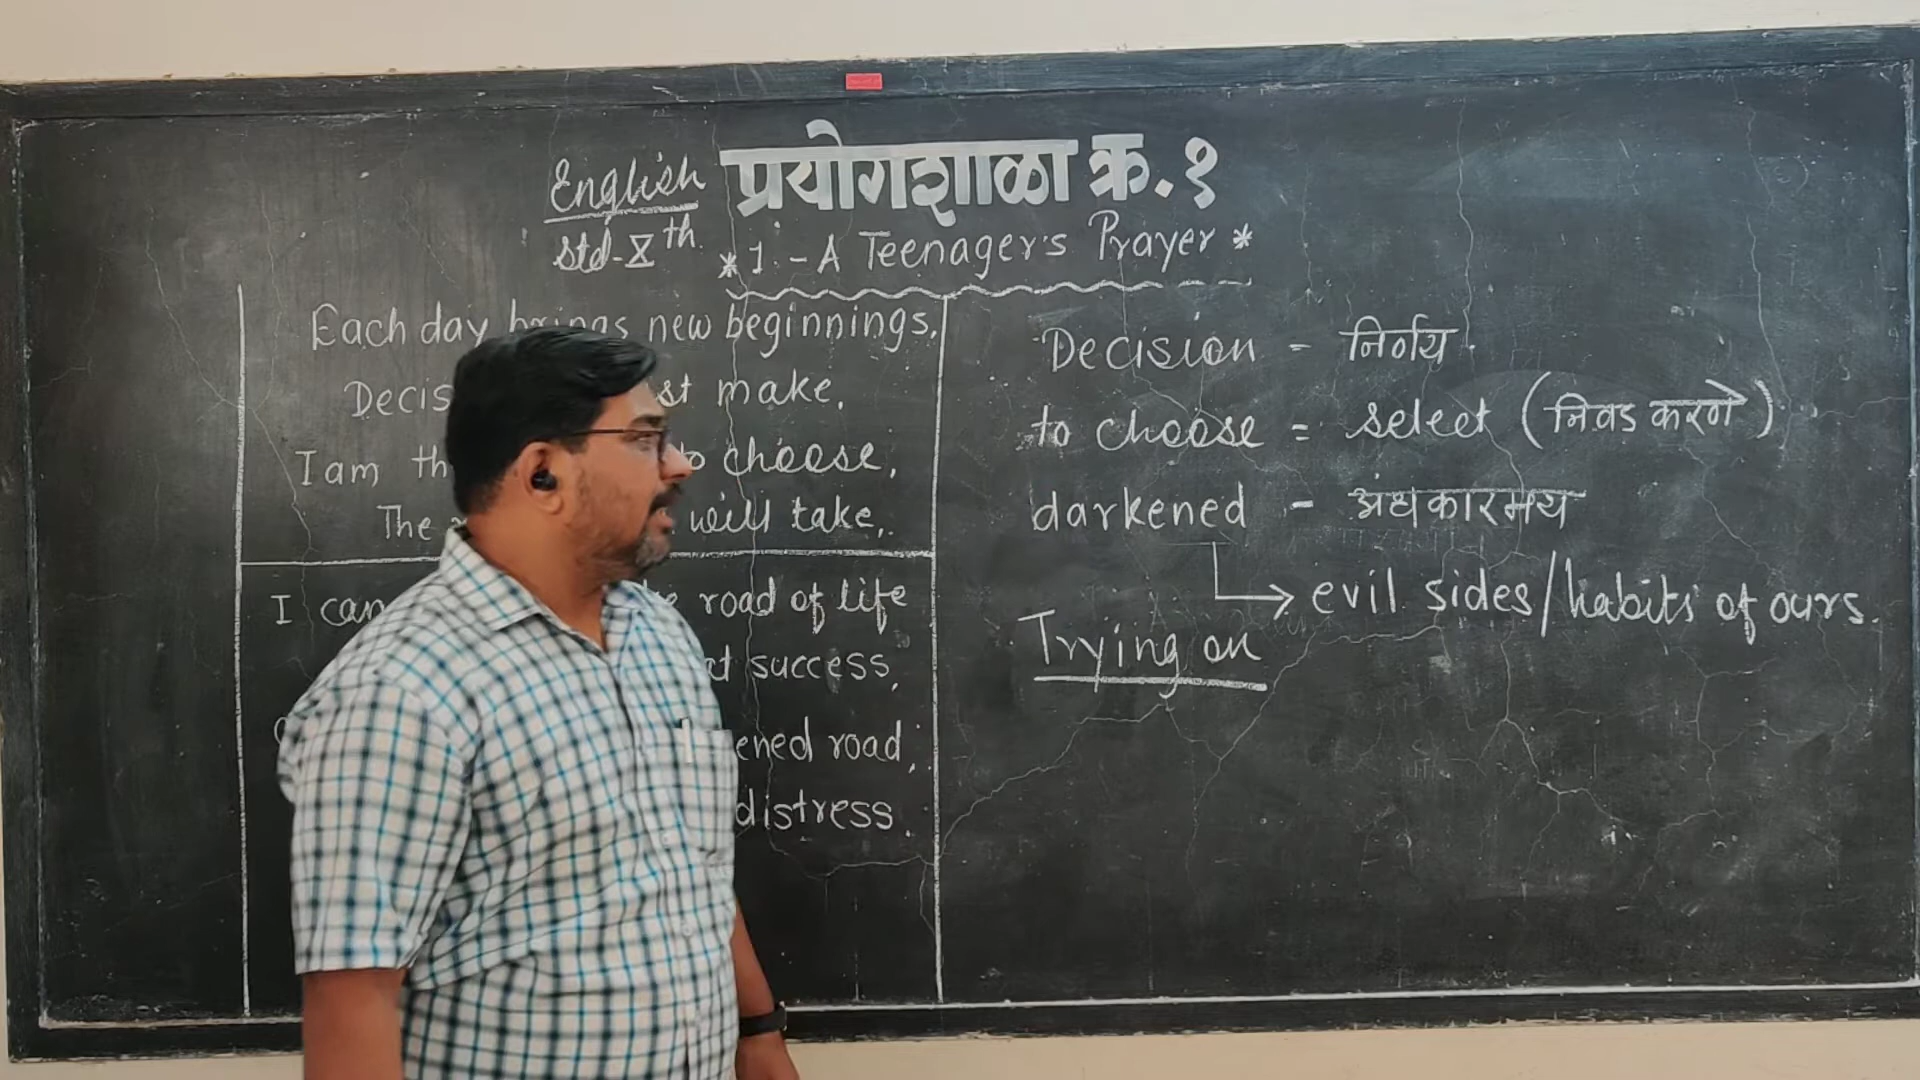 English प्रयोगशाळा क्र. १
Std-Xth
*1. - A Teenager's Prayer*
Each day brings new beginnings,
Decis st make.
I am th o choose,
The will take,.
I can road of life
at success,
ened road;
distress.
Decision - निर्णय.
to choose = select (निवड करणे)
darkened - अंधकारमय
→ evil sides/habits of ours.
Trying on